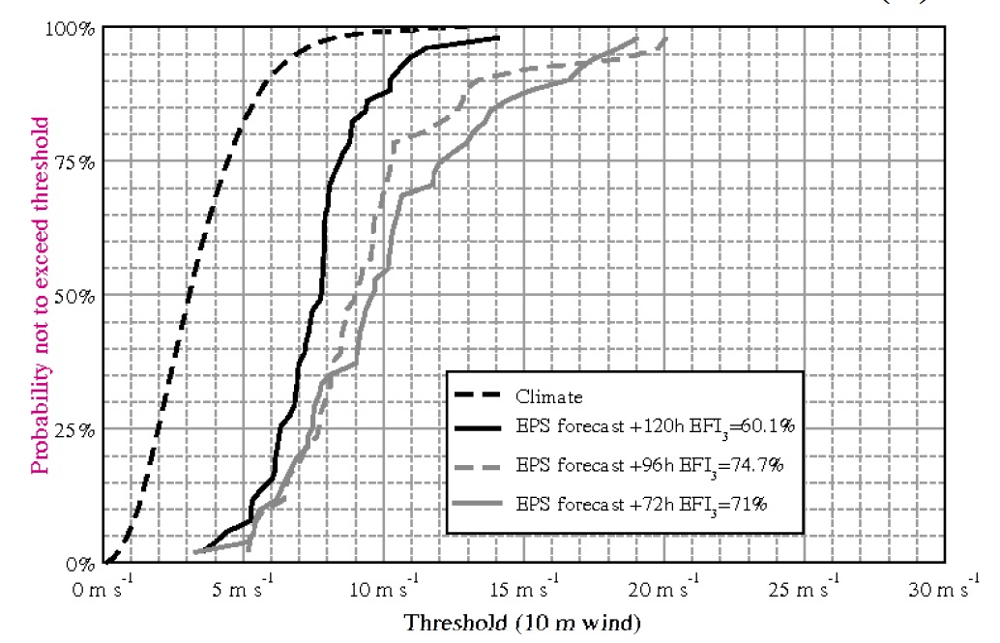 100%
75%
50%
25%
0%
Probability not to exceed threshold
0 m s-1 5 m s-1 10 m s-1 15 m s-1 20 m s-1 25 m s-1 30 m s-1
Threshold (10 m wind)
Climate
EPS forecast +120h EFI3=60.1%
EPS forecast +96h EFI3=74.7%
EPS forecast +72h EFI3=71%